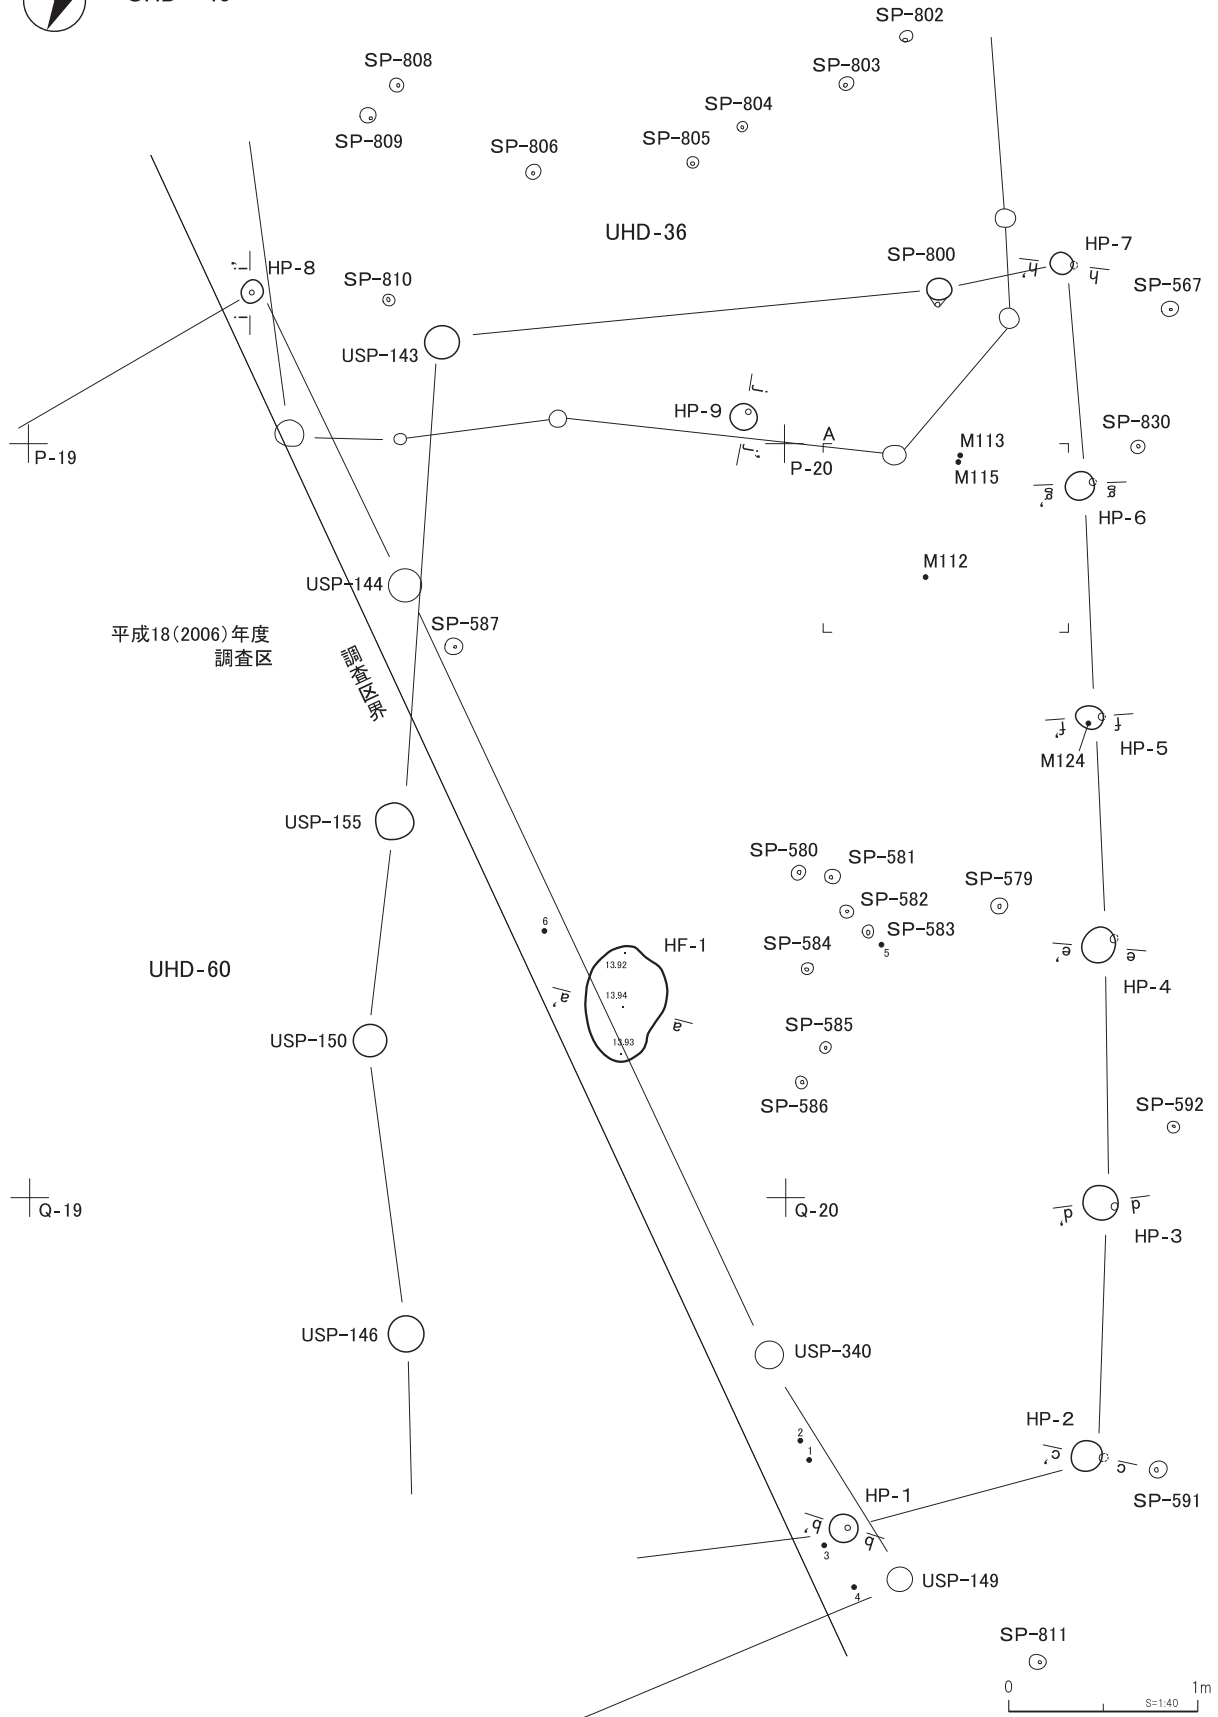 SP-802
SP-808
SP-803
SP-804
SP-809
SP-806
SP-805
UHD-36
HP-7
SP-800
HP-8
i'
i
h'
h
SP-810
SP-567
USP-143
j'
j
HP-9
A
SP-830
M113
P-19
P-20
M115
g'
g
HP-6
M112
USP-144
SP-587
平成18(2006)年度
調査区
調査区界
f'
f
HP-5
M124
USP-155
SP-580
SP-581
SP-579
SP-582
6
SP-583
HF-1
SP-584
5
e'
e
13.92
UHD-60
HP-4
a'
13.94
a
SP-585
USP-150
13.93
SP-586
SP-592
Q-19
Q-20
d'
d
HP-3
USP-146
USP-340
HP-2
2
1
c'
c
HP-1
SP-591
b'
b
3
USP-149
4
SP-811
0
1m
S=1:40